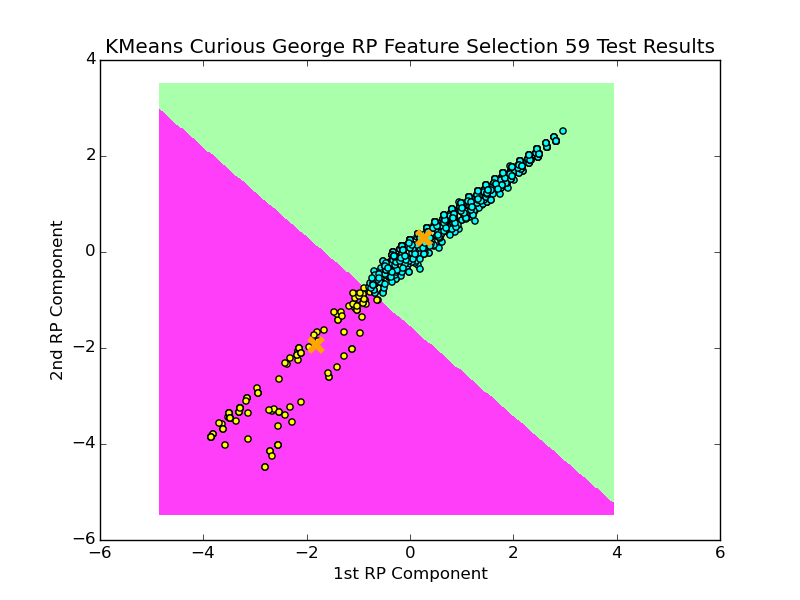 KMeans Curious George RP Feature Selection 59 Test Results
4
2
0
−2
−4
−6
2nd RP Component
−6 −4 −2 0 2 4 6
1st RP Component